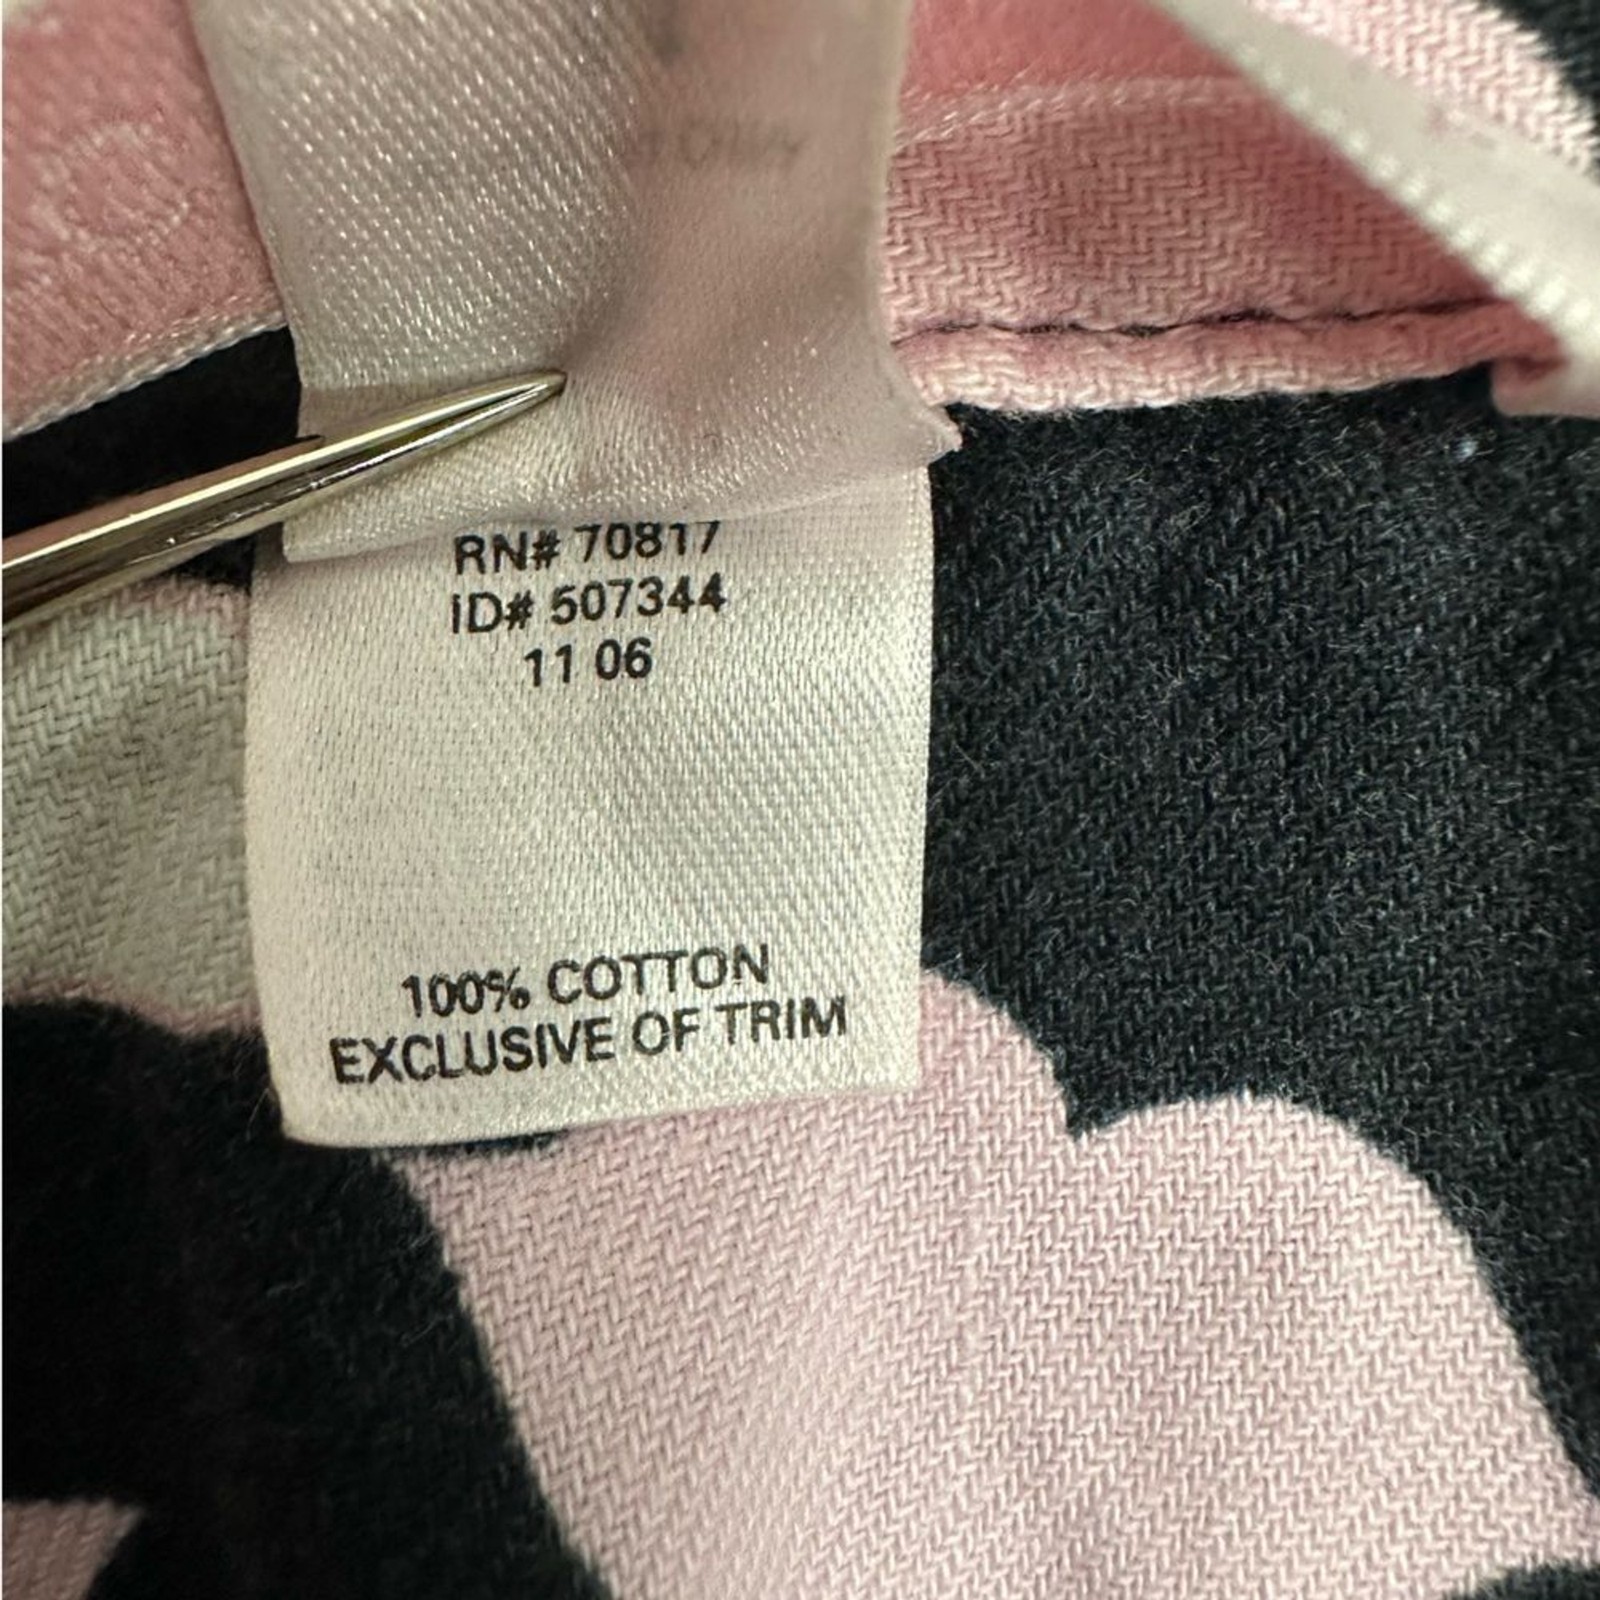 RN# 70817
ID# 507344
11 06
100% COTTON
EXCLUSIVE OF TRIM